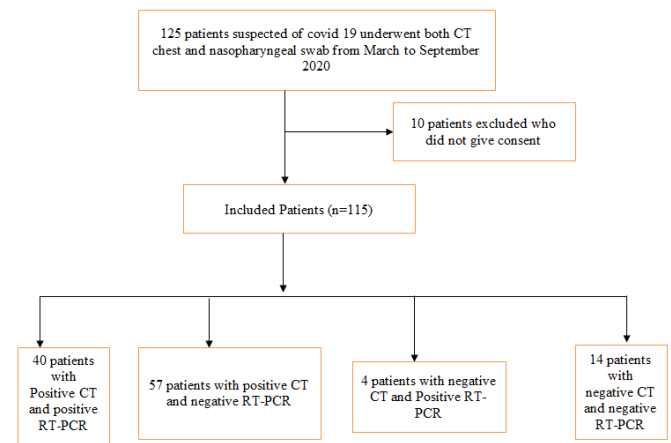 125 patients suspected of covid 19 underwent both CT
chest and nasopharyngeal swab from March to September
2020
10 patients excluded who
did not give consent
Included Patients (n=115)
40 patients
with
Positive CT
and positive
RT-PCR
57 patients with positive CT
and negative RT-PCR
4 patients with negative
CT and Positive RT-
PCR
14 patients
with
negative CT
and negative
RT-PCR